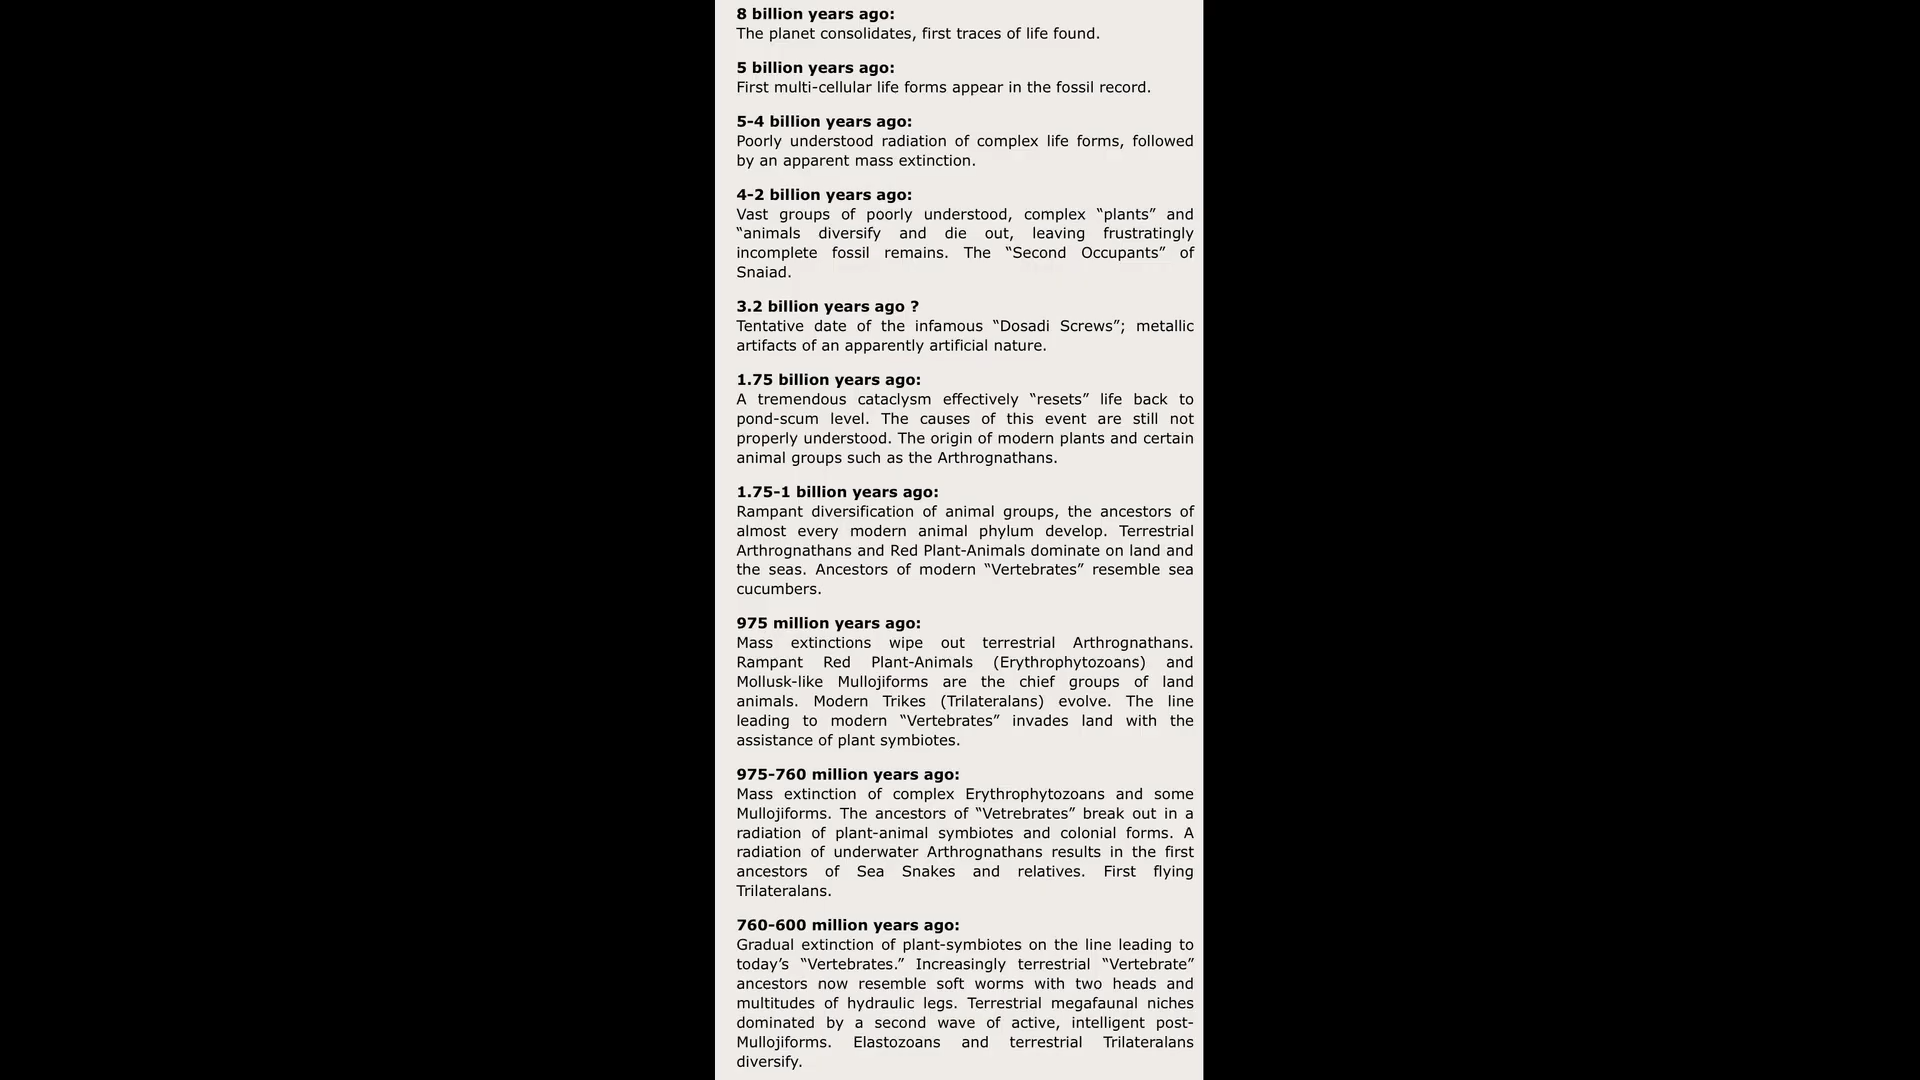 8 billion years ago:
The planet consolidates, first traces of life found.
5 billion years ago:
First multi-cellular life forms appear in the fossil record.
5-4 billion years ago:
Poorly understood radiation of complex life forms, followed
by an apparent mass extinction.
4-2 billion years ago:
Vast groups of poorly understood, complex “plants” and
“animals diversify and die out, leaving frustratingly
incomplete fossil remains. The “Second Occupants” of
Snaiad.
3.2 billion years ago ?
Tentative date of the infamous “Dosadi Screws”; metallic
artifacts of an apparently artificial nature.
1.75 billion years ago:
A tremendous cataclysm effectively “resets” life back to
pond-scum level. The causes of this event are still not
properly understood. The origin of modern plants and certain
animal groups such as the Arthrognathans.
1.75-1 billion years ago:
Rampant diversification of animal groups, the ancestors of
almost every modern animal phylum develop. Terrestrial
Arthrognathans and Red Plant-Animals dominate on land and
the seas. Ancestors of modern “Vertebrates” resemble sea
cucumbers.
975 million years ago:
Mass extinctions wipe out terrestrial Arthrognathans.
Rampant Red Plant-Animals (Erythrophytozoans) and
Mollusk-like Mullojiforms are the chief groups of land
animals. Modern Trikes (Trilateralans) evolve. The line
leading to modern “Vertebrates” invades land with the
assistance of plant symbiotes.
975-760 million years ago:
Mass extinction of complex Erythrophytozoans and some
Mullojiforms. The ancestors of “Vetrebrates” break out in a
radiation of plant-animal symbiotes and colonial forms. A
radiation of underwater Arthrognathans results in the first
ancestors of Sea Snakes and relatives. First flying
Trilateralans.
760-600 million years ago:
Gradual extinction of plant-symbiotes on the line leading to
today’s “Vertebrates.” Increasingly terrestrial “Vertebrate”
ancestors now resemble soft worms with two heads and
multitudes of hydraulic legs. Terrestrial megafaunal niches
dominated by a second wave of active, intelligent post-
Mullojiforms. Elastozoans and terrestrial Trilateralans
diversify.